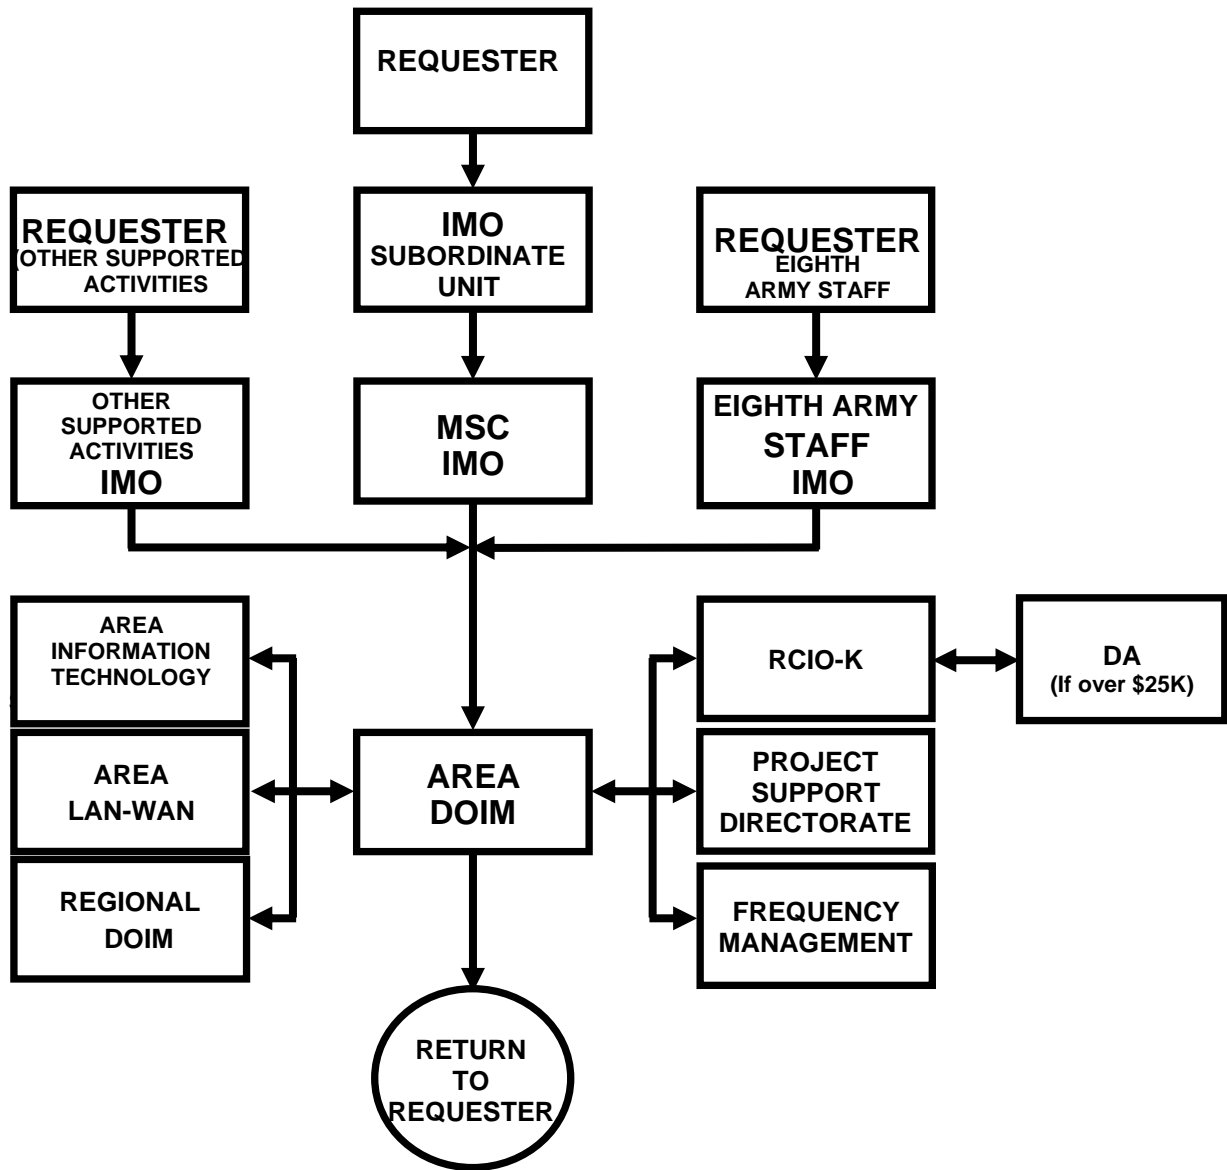 REQUESTER
REQUESTER
(OTHER SUPPORTED
ACTIVITIES
IMO
SUBORDINATE
UNIT
REQUESTER
EIGHTH
ARMY STAFF
OTHER
SUPPORTED
ACTIVITIES
IMO
MSC
IMO
EIGHTH ARMY
STAFF
IMO
AREA
INFORMATION
TECHNOLOGY
RCIO-K
DA
(If over $25K)
AREA
LAN-WAN
AREA
DOIM
PROJECT
SUPPORT
DIRECTORATE
REGIONAL
DOIM
FREQUENCY
MANAGEMENT
RETURN
TO
REQUESTER